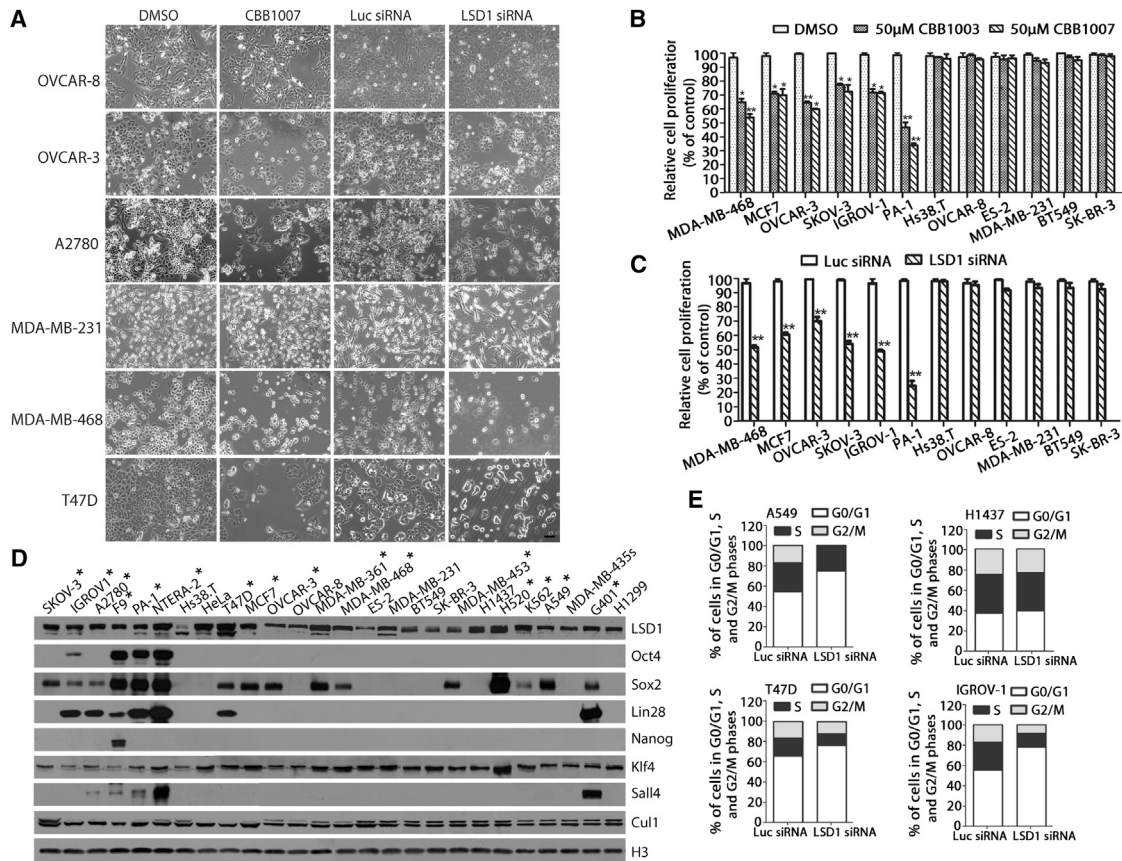 A
DMSO CBB1007 Luc siRNA LSD1 siRNA
OVCAR-8
OVCAR-3
A2780
MDA-MB-231
MDA-MB-468
T47D
B
DMSO 50μM CBB1003 50μM CBB1007
Relative cell proliferation
(% of control)
100
90
80
70
60
50
40
30
20
10
0
* ** * * ** * * * * * ** **
MDA-MB-468 MCF7 OVCAR-3 SKOV-3 IGROV-1 PA-1 Hs38.T OVCAR-8 ES-2 MDA-MB-231 BT549 SK-BR-3
C
Luc siRNA LSD1 siRNA
Relative cell proliferation
(% of control)
100
90
80
70
60
50
40
30
20
10
0
** ** ** ** ** **
MDA-MB-468 MCF7 OVCAR-3 SKOV-3 IGROV-1 PA-1 Hs38.T OVCAR-8 ES-2 MDA-MB-231 BT549 SK-BR-3
D
SKOV-3* IGROV1* A2780* F9* PA-1* NTERA-2* Hs38.T HeLa T47D* MCF7* OVCAR-3* OVCAR-8 MDA-MB-361* MDA-MB-468* ES-2 MDA-MB-231 BT549 SK-BR-3 MDA-MB-453* H1437 H520* K562* A549* MDA-MB-435s G401* H1299
LSD1
Oct4
Sox2
Lin28
Nanog
Klf4
Sall4
Cul1
H3
E
% of cells in G0/G1, S
and G2/M phases
A549 G0/G1
S G2/M
100
80
60
40
20
0
Luc siRNA LSD1 siRNA
% of cells in G0/G1, S
and G2/M phases
H1437 G0/G1
S G2/M
100
80
60
40
20
0
Luc siRNA LSD1 siRNA
% of cells in G0/G1, S
and G2/M phases
T47D G0/G1
S G2/M
100
80
60
40
20
0
Luc siRNA LSD1 siRNA
% of cells in G0/G1, S
and G2/M phases
IGROV-1 G0/G1
S G2/M
100
80
60
40
20
0
Luc siRNA LSD1 siRNA